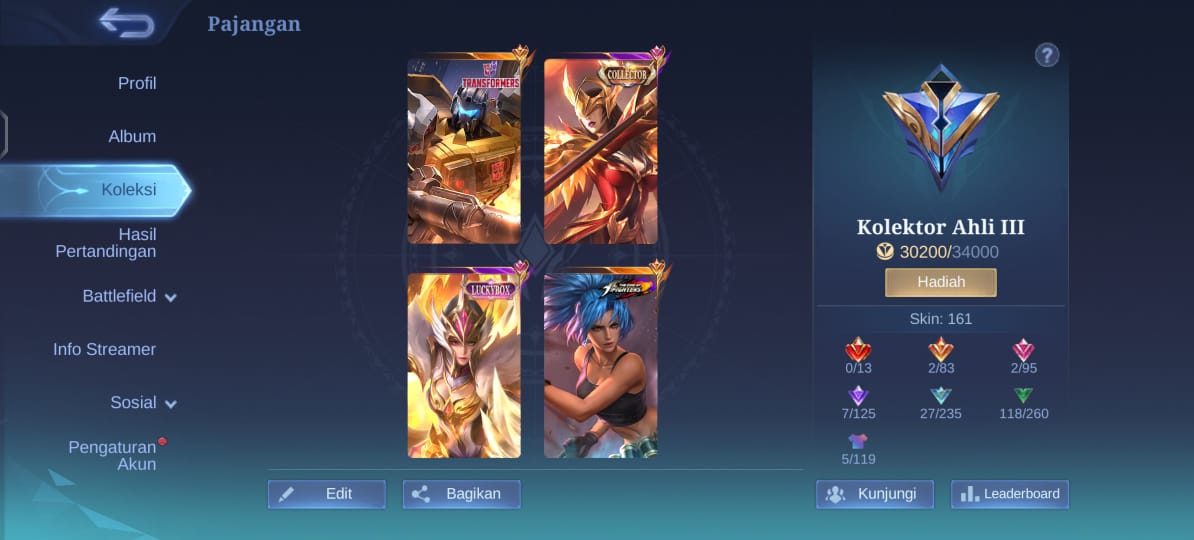 Pajangan
Profil
Album
Koleksi
Hasil
Pertandingan
Battlefield
Info Streamer
Sosial
Pengaturan
Akun
TRANSFORMERS
COLLECTOR
LUCKYBOX
THE KING OF
FIGHTERS
Edit
Bagikan
?
Kolektor Ahli III
30200/34000
Hadiah
Skin: 161
0/13
2/83
2/95
7/125
27/235
118/260
5/119
Kunjungi
Leaderboard